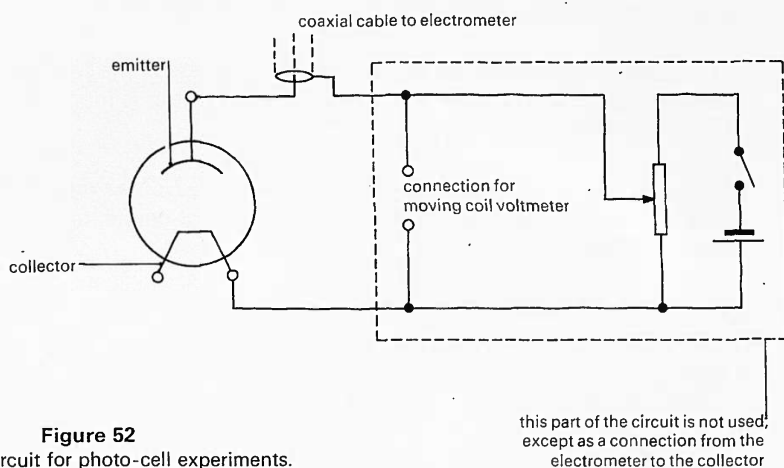 coaxial cable to electrometer
emitter
connection for
moving coil voltmeter
collector
Figure 52
rcuit for photo-cell experiments.
this part of the circuit is not used,
except as a connection from the
electrometer to the collector